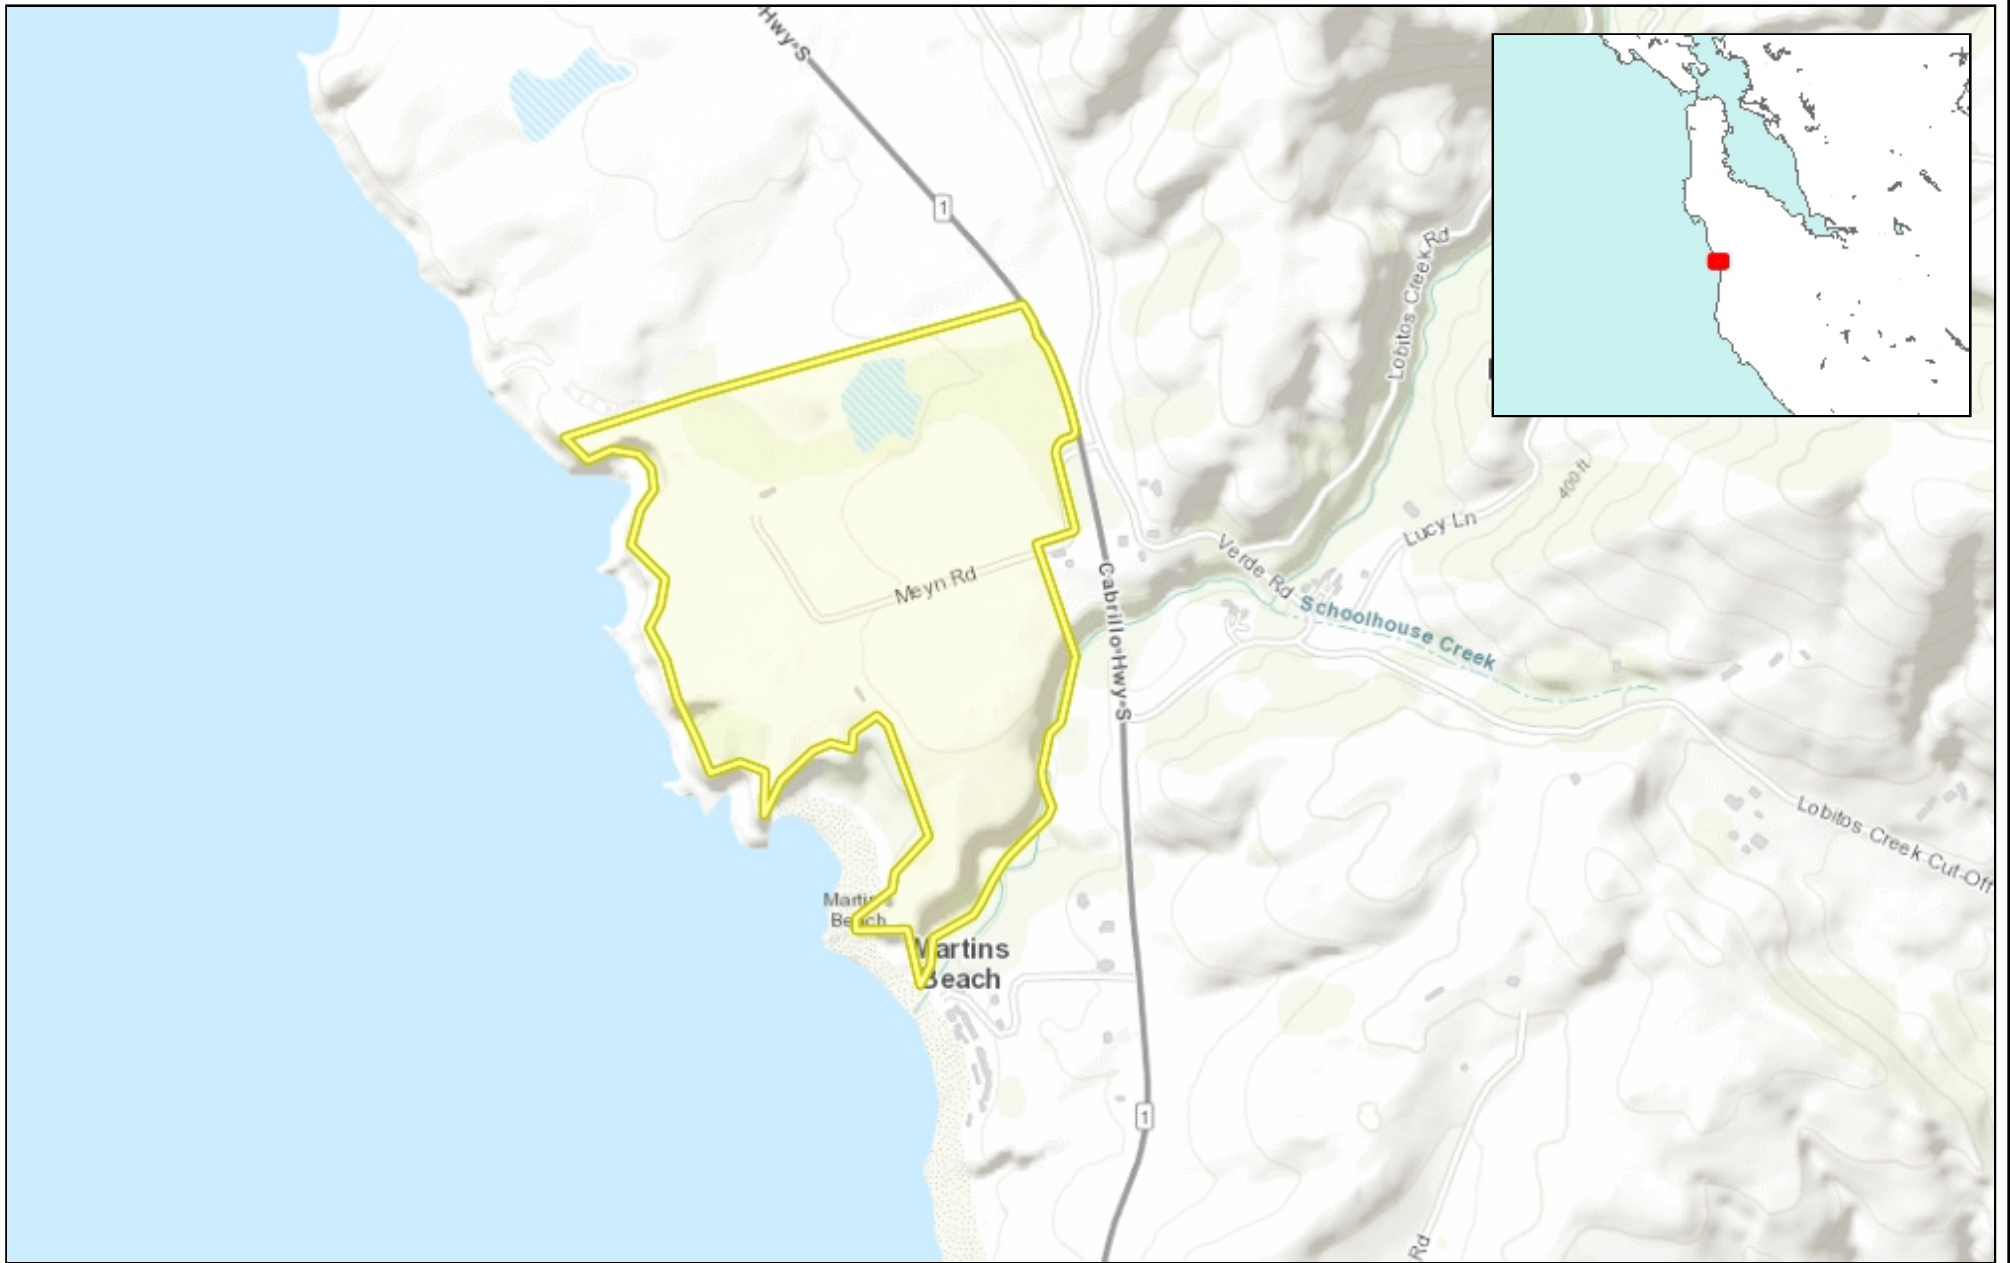 Hwy S
1
Lobitos Creek Rd
400 ft
Lucy Ln
Verde Rd
Meyn Rd
Cabrillo Hwy S
Schoolhouse Creek
Lobitos Creek Cut-Off
Martins
Beach
Martins
Beach
1
Rd